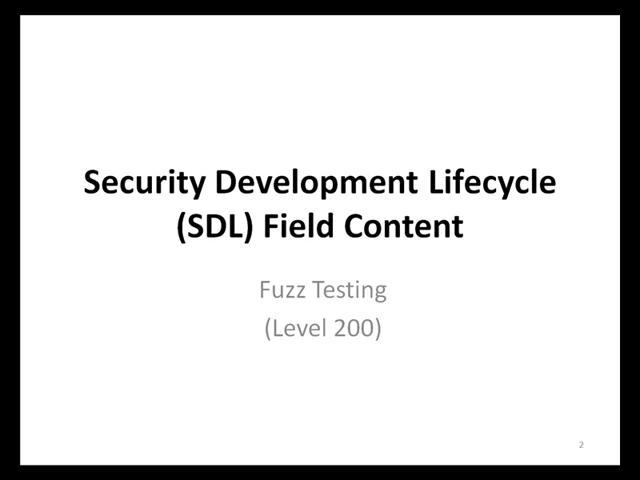 Security Development Lifecycle
(SDL) Field Content
Fuzz Testing
(Level 200)
2